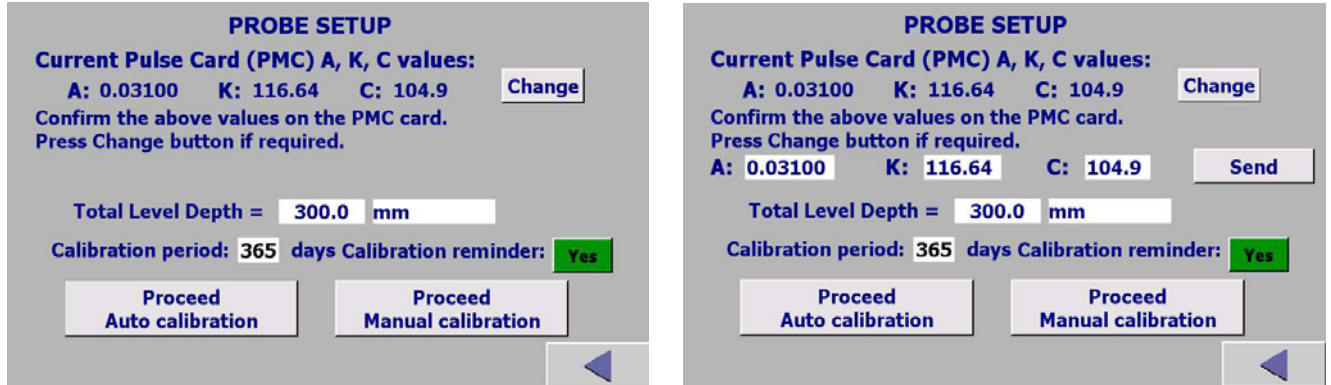 PROBE SETUP
Current Pulse Card (PMC) A, K, C values:
A: 0.03100 K: 116.64 C: 104.9 Change
Confirm the above values on the PMC card.
Press Change button if required.
Total Level Depth = 300.0 mm
Calibration period: 365 days Calibration reminder: Yes
Proceed
Auto calibration
Proceed
Manual calibration
PROBE SETUP
Current Pulse Card (PMC) A, K, C values:
A: 0.03100 K: 116.64 C: 104.9 Change
Confirm the above values on the PMC card.
Press Change button if required.
A: 0.03100 K: 116.64 C: 104.9 Send
Total Level Depth = 300.0 mm
Calibration period: 365 days Calibration reminder: Yes
Proceed
Auto calibration
Proceed
Manual calibration